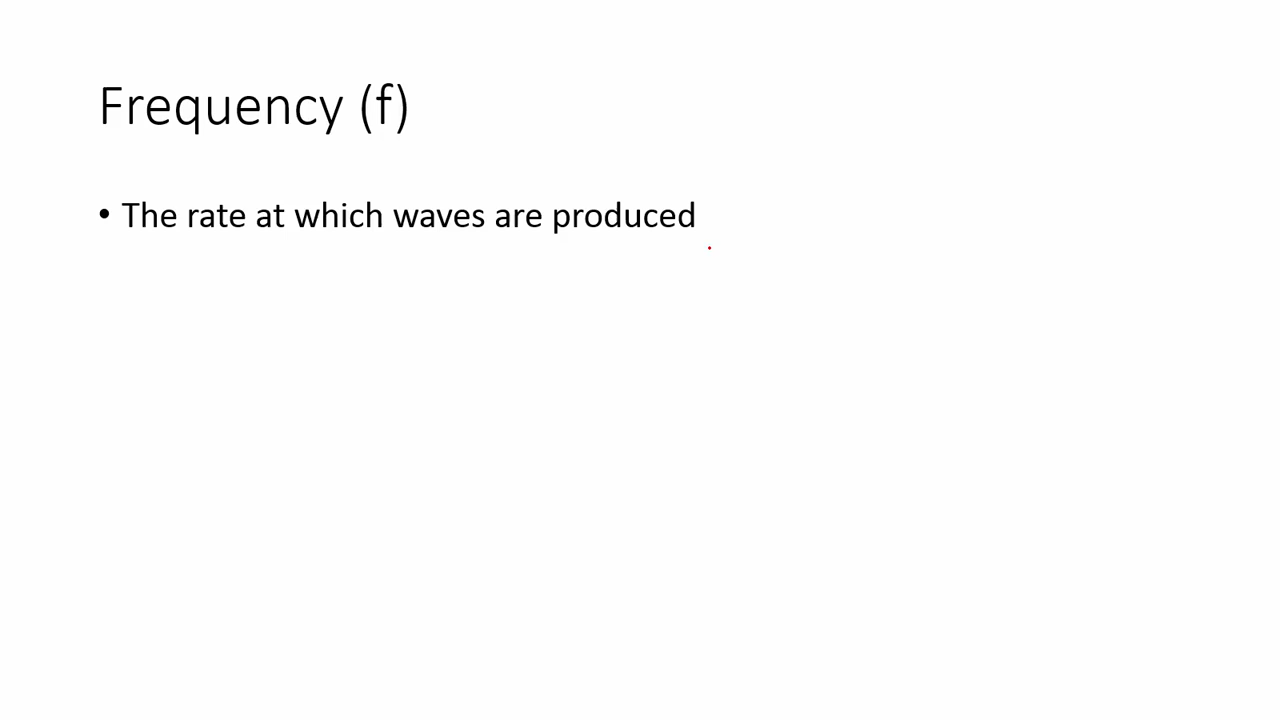 Frequency (f)
• The rate at which waves are produced